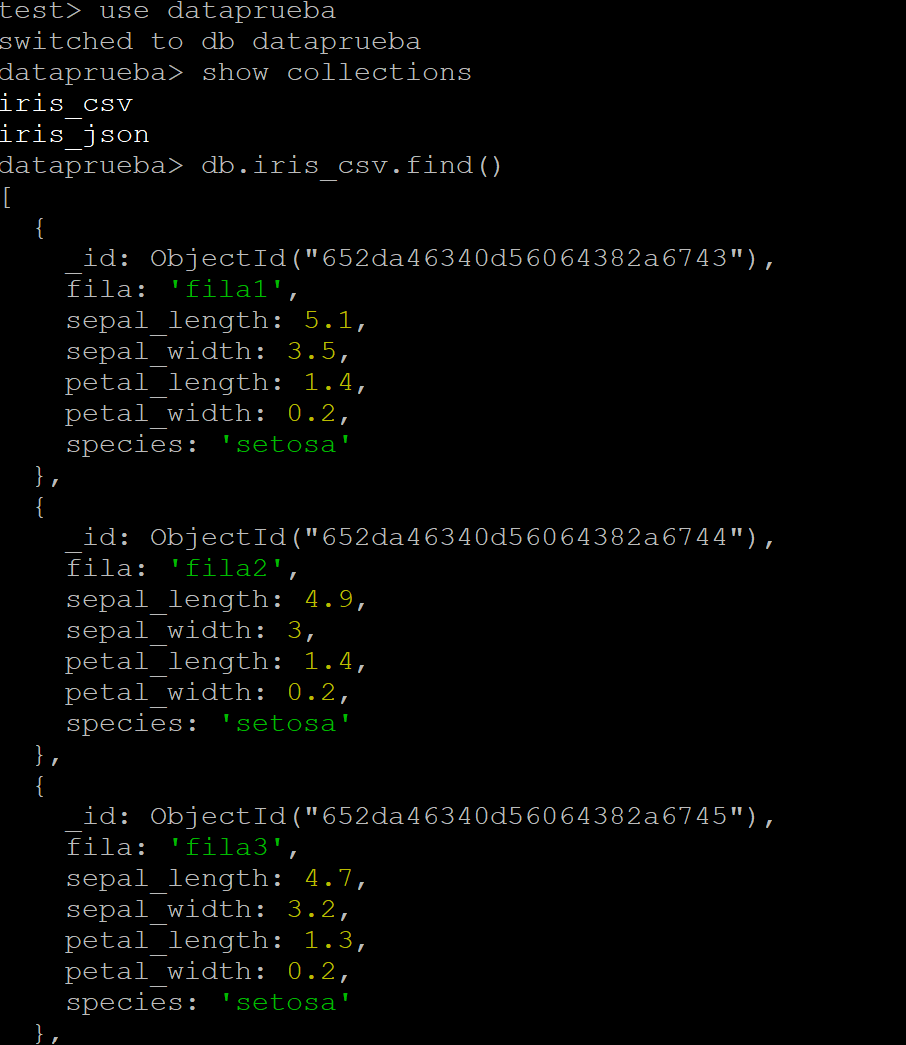 test> use dataprueba
switched to db dataprueba
dataprueba> show collections
iris_csv
iris_json
dataprueba> db.iris_csv.find()
[
  {
    _id: ObjectId("652da46340d56064382a6743"),
    fila: 'fila1',
    sepal_length: 5.1,
    sepal_width: 3.5,
    petal_length: 1.4,
    petal_width: 0.2,
    species: 'setosa'
  },
  {
    _id: ObjectId("652da46340d56064382a6744"),
    fila: 'fila2',
    sepal_length: 4.9,
    sepal_width: 3,
    petal_length: 1.4,
    petal_width: 0.2,
    species: 'setosa'
  },
  {
    _id: ObjectId("652da46340d56064382a6745"),
    fila: 'fila3',
    sepal_length: 4.7,
    sepal_width: 3.2,
    petal_length: 1.3,
    petal_width: 0.2,
    species: 'setosa'
  },